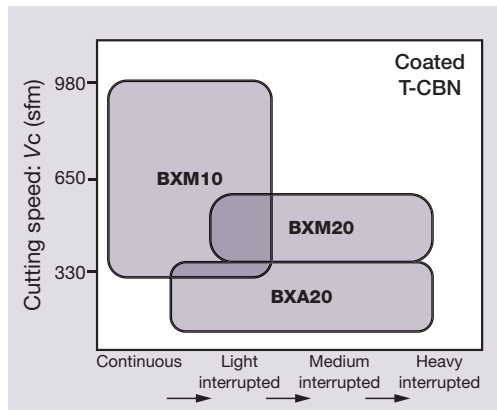 Coated
T-CBN
Cutting speed: Vc (sfm)
980
650
330
BXM10
BXM20
BXA20
Continuous
Light
interrupted
Medium
interrupted
Heavy
interrupted